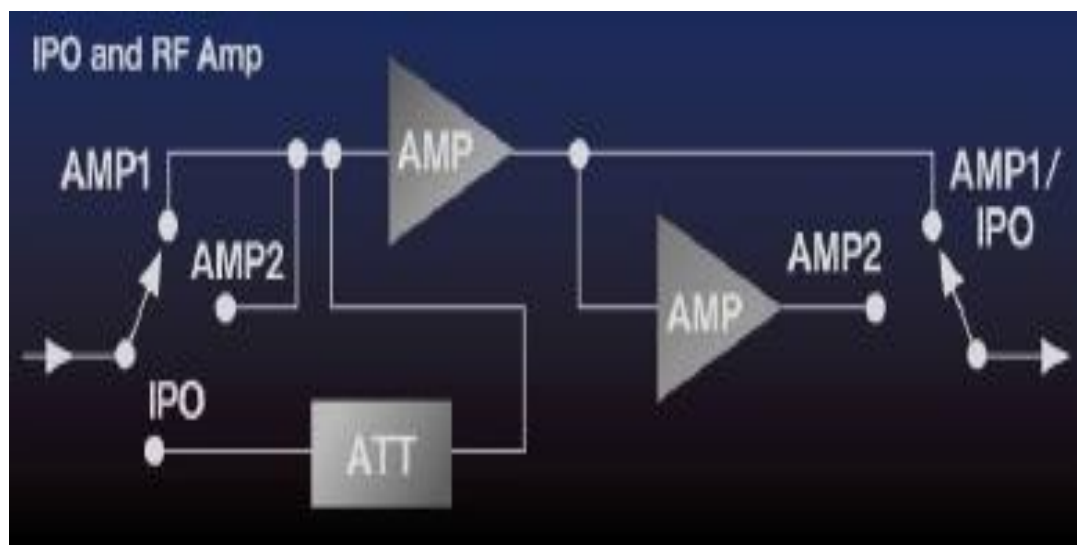 IPO and RF Amp
AMP1
AMP
AMP1/
IPO
AMP2
AMP2
AMP
IPO
ATT